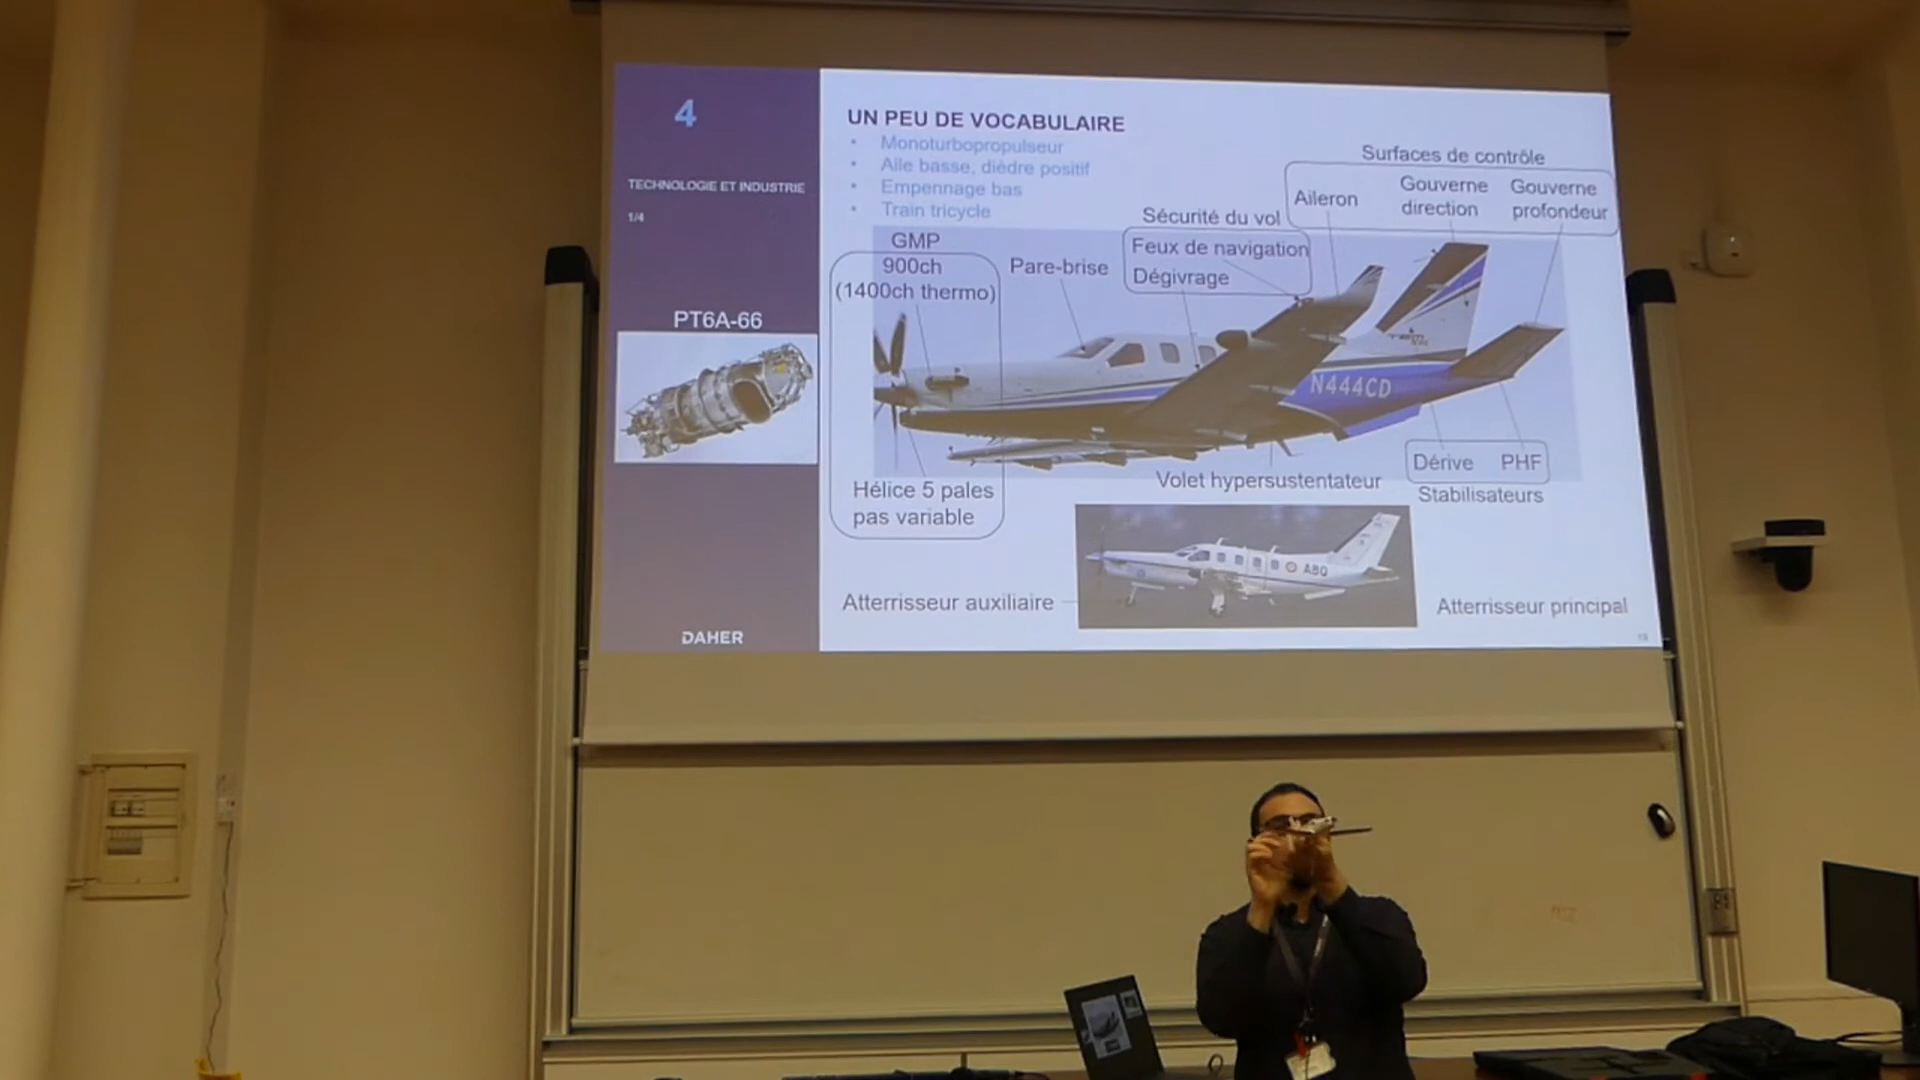 4
TECHNOLOGIE ET INDUSTRIE
1/4
PT6A-66
DAHER
UN PEU DE VOCABULAIRE
• Monoturbopropulseur
• Aile basse, dièdre positif
• Empennage bas
• Train tricycle
GMP
900ch
(1400ch thermo)
Pare-brise
Sécurité du vol
Feux de navigation
Dégivrage
Surfaces de contrôle
Aileron
Gouverne
direction
Gouverne
profondeur
N444CD
Hélice 5 pales
pas variable
Volet hypersustentateur
Dérive PHF
Stabilisateurs
ABQ
Atterrisseur auxiliaire
Atterrisseur principal
19